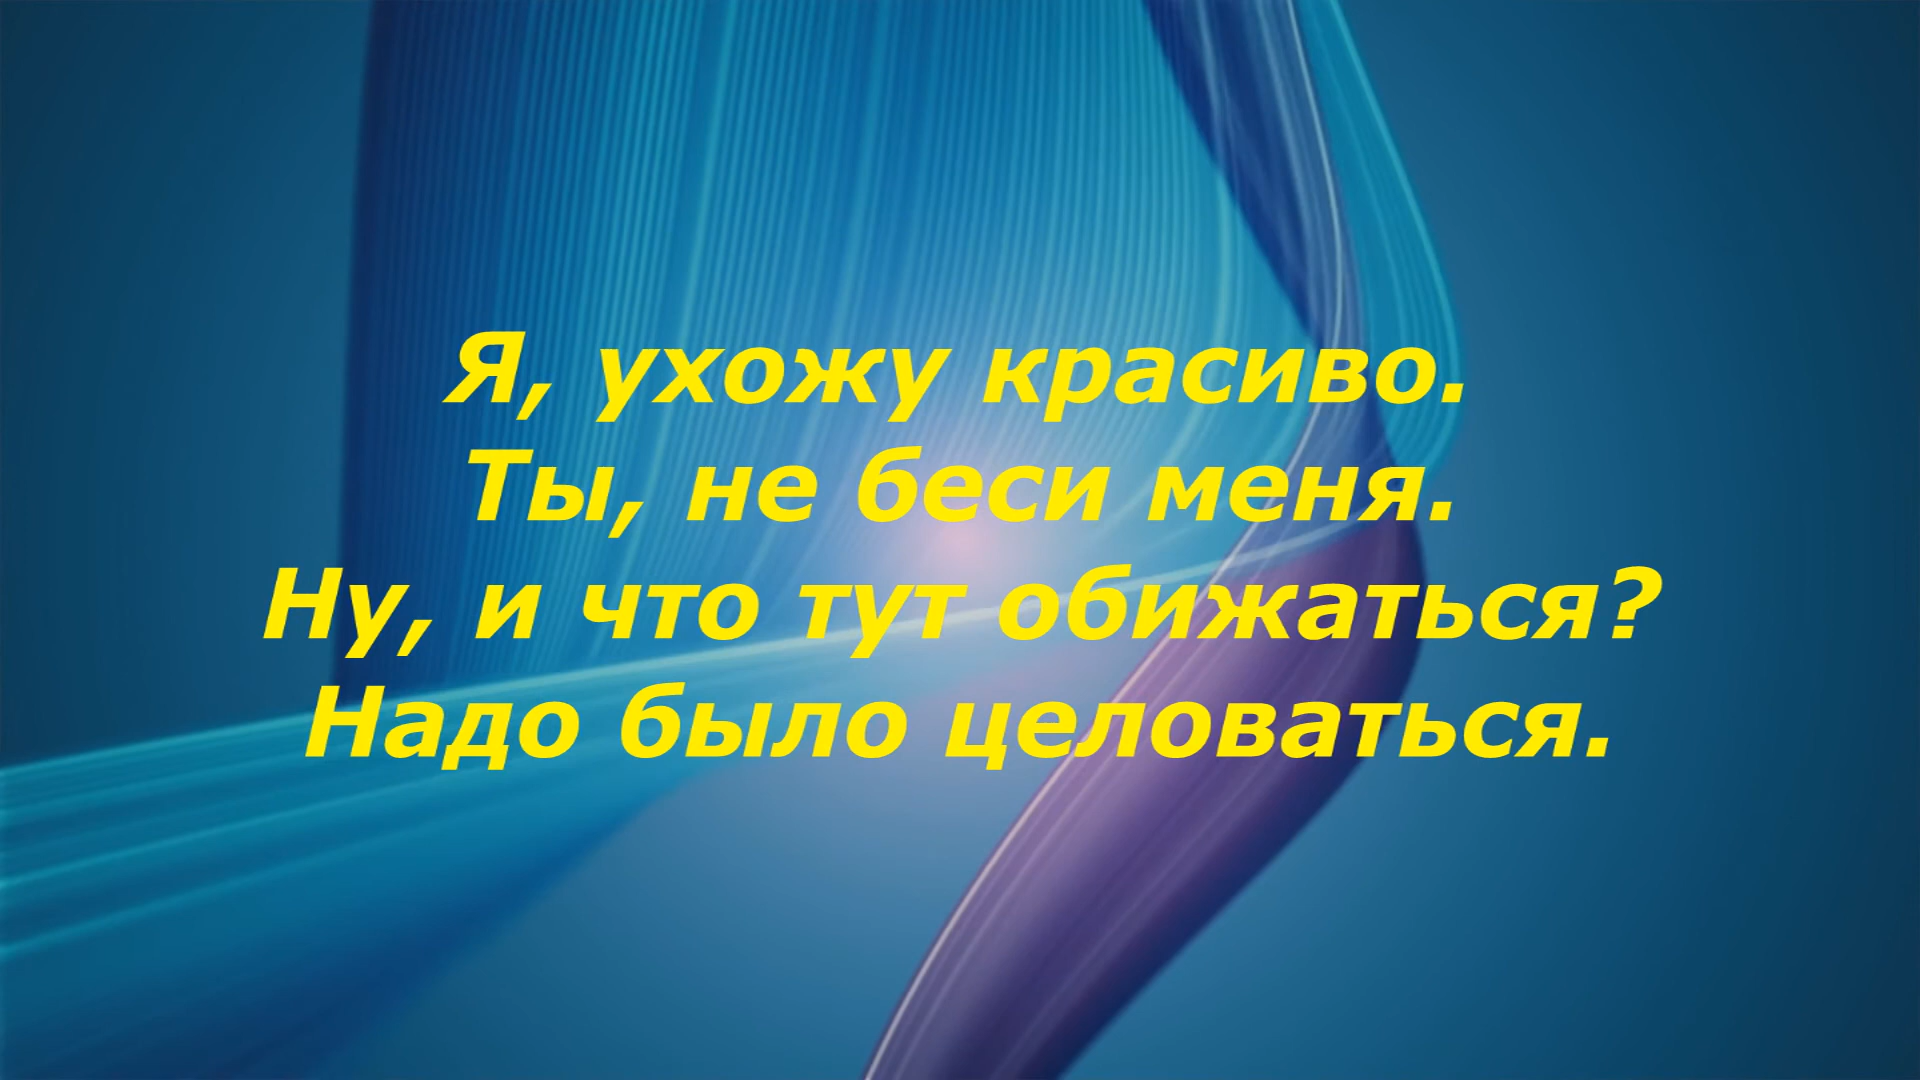 Я, ухожу красиво.
Ты, не беси меня.
Ну, и что тут обижаться?
Надо было целоваться.